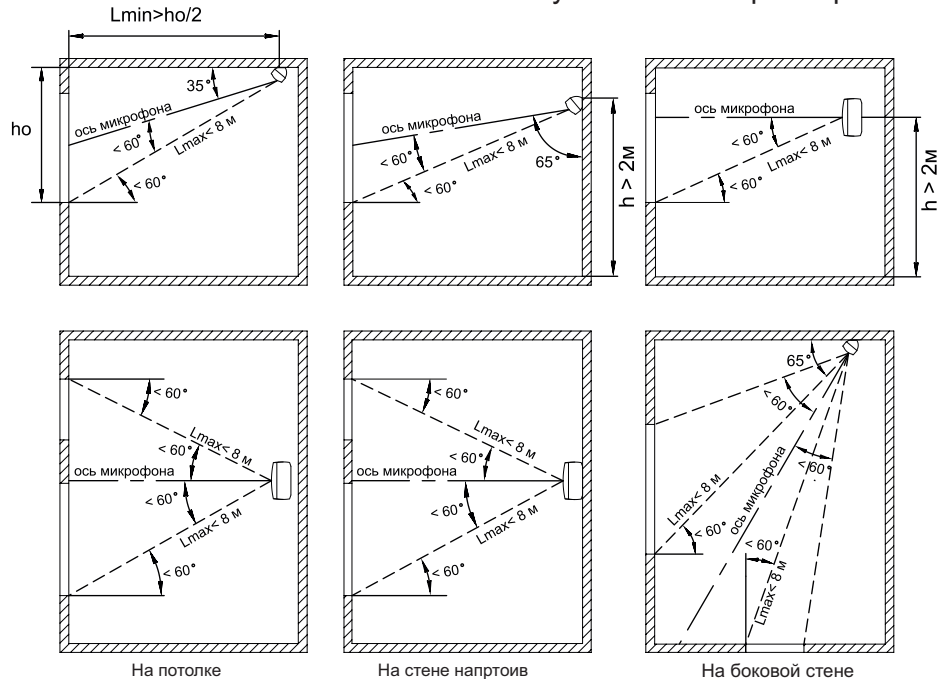 Lmin>ho/2
ho
35°
ось микрофона
< 60°
Lmax< 8 м
< 60°
ось микрофона
< 60°
Lmax< 8 м
65°
< 60°
h > 2м
ось микрофона
< 60°
Lmax< 8 м
< 60°
h > 2м
< 60°
Lmax< 8 м
< 60°
ось микрофона
< 60°
Lmax< 8 м
< 60°
На потолке
< 60°
Lmax< 8 м
< 60°
ось микрофона
< 60°
Lmax< 8 м
< 60°
На стене напртоив
65°
< 60°
< 60°
Lmax< 8 м
ось микрофона
< 60°
< 60°
Lmax< 8 м
На боковой стене